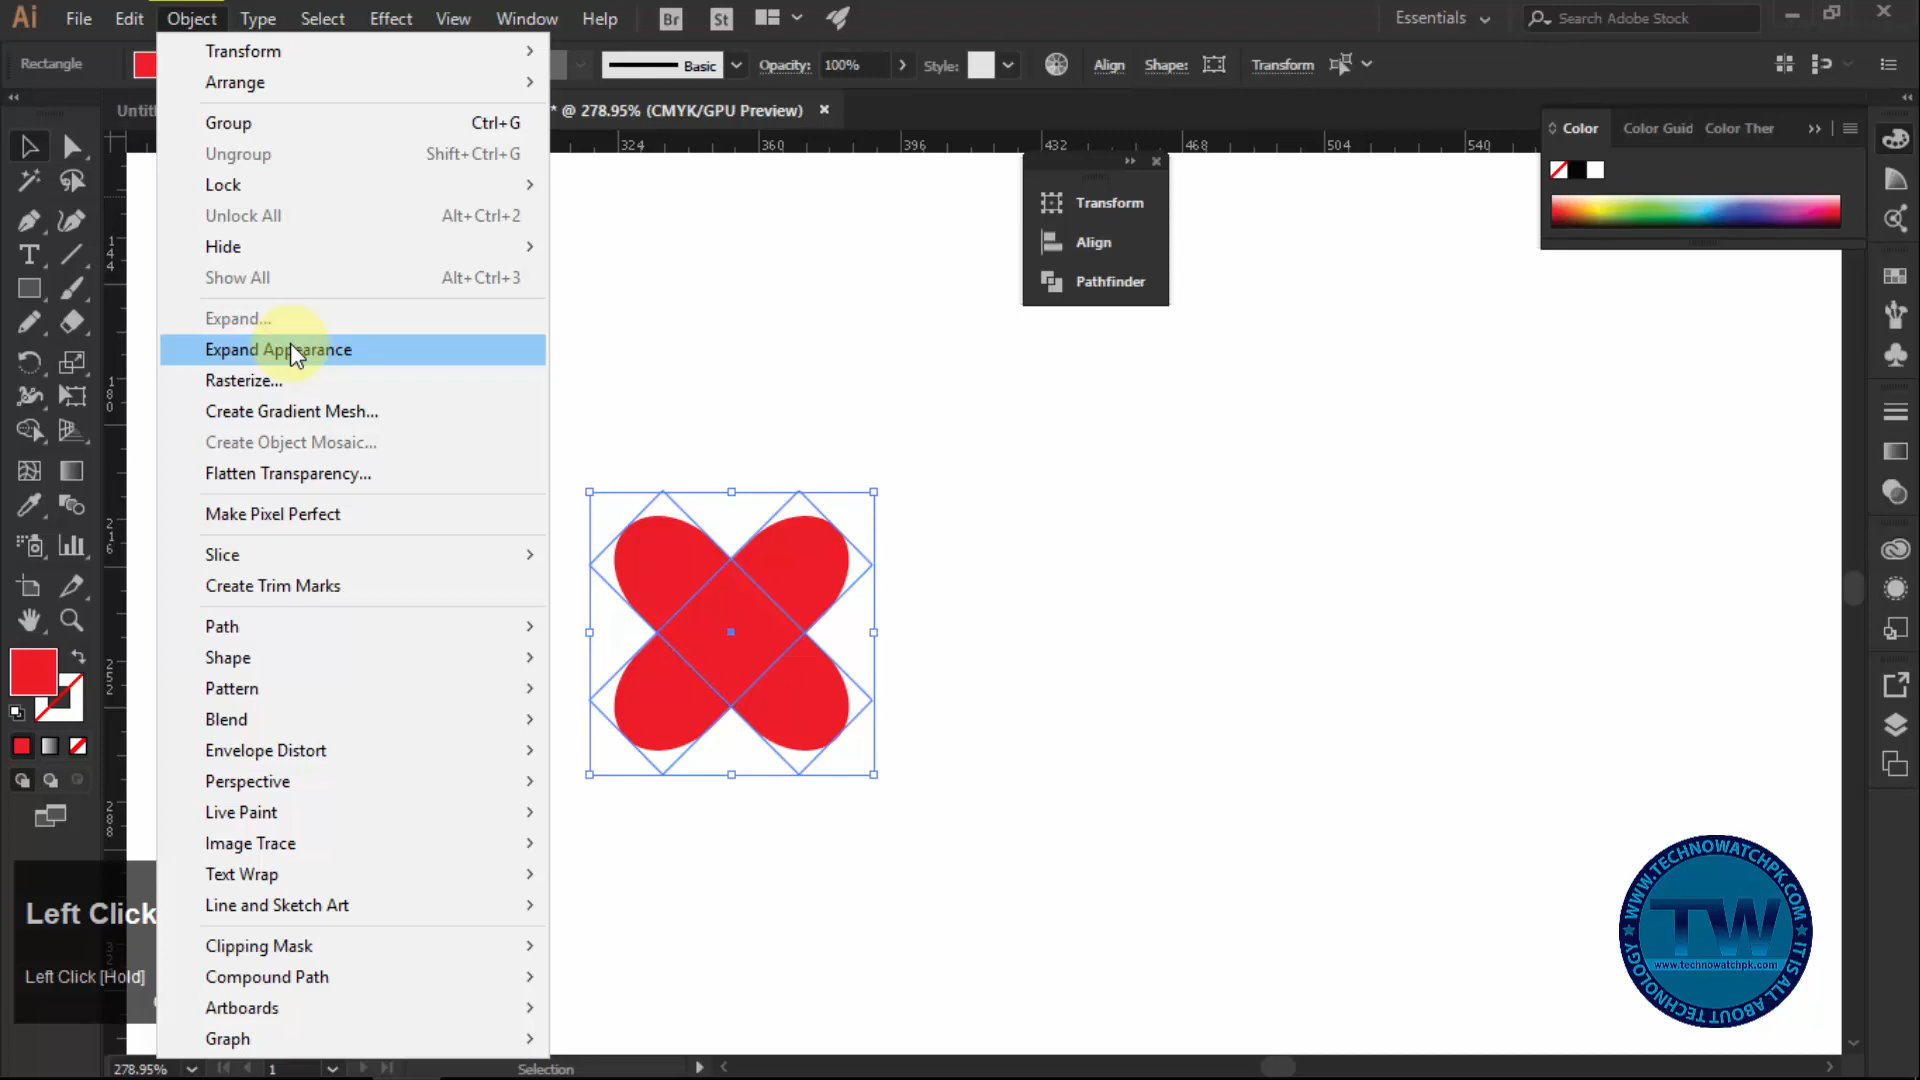 Ai File Edit Object Type Select Effect View Window Help Br St Essentials Search Adobe Stock
Rectangle Basic Opacity: 100% Style: Align Shape: Transform
* @ 278.95% (CMYK/GPU Preview)
324 360 396 432 468 504 540
Transform
Arrange
Group Ctrl+G
Ungroup Shift+Ctrl+G
Lock
Unlock All Alt+Ctrl+2
Hide
Show All Alt+Ctrl+3
Expand...
Expand Appearance
Rasterize...
Create Gradient Mesh...
Create Object Mosaic...
Flatten Transparency...
Make Pixel Perfect
Slice
Create Trim Marks
Path
Shape
Pattern
Blend
Envelope Distort
Perspective
Live Paint
Image Trace
Text Wrap
Line and Sketch Art
Clipping Mask
Compound Path
Artboards
Graph
Transform
Align
Pathfinder
Color Color Guid Color Ther
144
180
216
252
288
Left Click
Left Click [Hold]
WWW.TECHNOWATCHPK.COM
TW
www.technowatchpk.com
IT IS ALL ABOUT TECHNOLOGY
278.95% 1 Selection